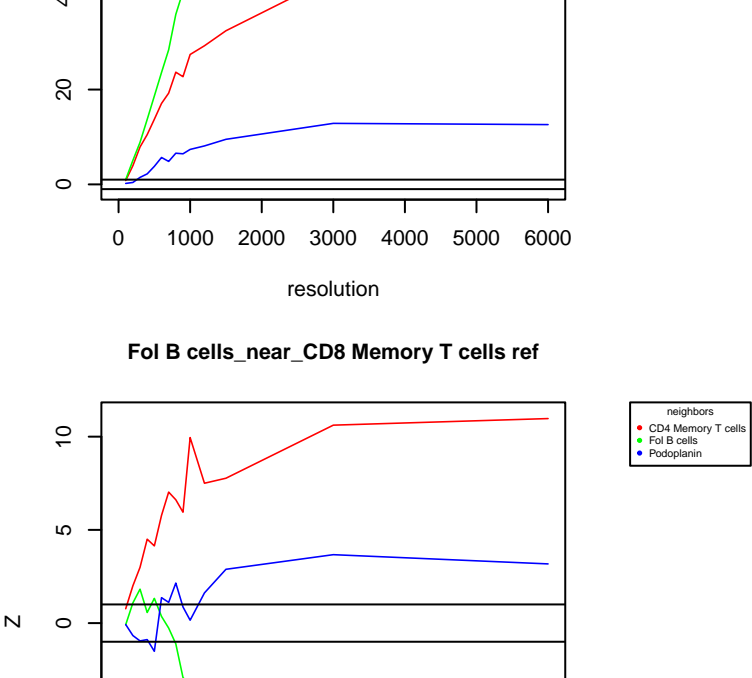 20
0
0 1000 2000 3000 4000 5000 6000
resolution
Fol B cells_near_CD8 Memory T cells ref
neighbors
CD4 Memory T cells
Fol B cells
Podoplanin
10
5
0
Z